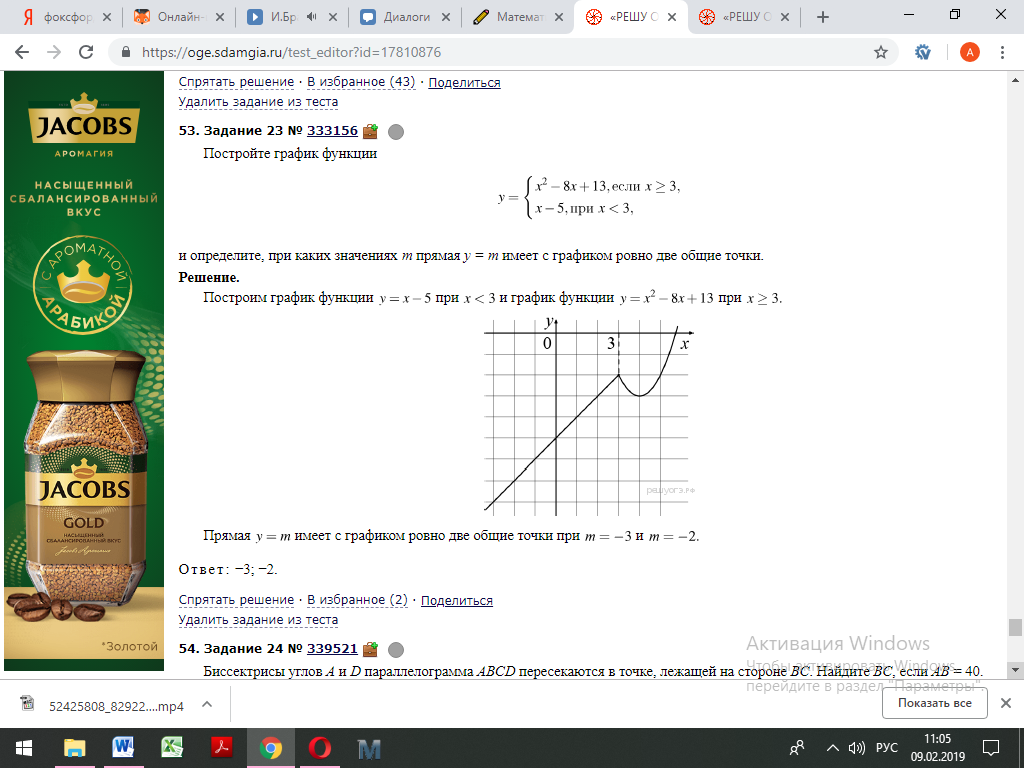 фоксфор
Онлайн-
И.Бра
Диалоги
Математ
«РЕШУ О
«РЕШУ О
https://oge.sdamgia.ru/test_editor?id=17810876
А
JACOBS
АРОМАГИЯ
НАСЫЩЕННЫЙ
СБАЛАНСИРОВАННЫЙ
ВКУС
С АРОМАТНОЙ
АРАБИКОЙ
JACOBS
GOLD
НАСЫЩЕННЫЙ
СБАЛАНСИРОВАННЫЙ ВКУС
*Золотой
Спрятать решение · В избранное (43) · Поделиться
Удалить задание из теста
53. Задание 23 № 333156
Постройте график функции
y = { x² − 8x + 13, если x ≥ 3,
x − 5, при x < 3,
и определите, при каких значениях m прямая y = m имеет с графиком ровно две общие точки.
Решение.
Построим график функции y = x − 5 при x < 3 и график функции y = x² − 8x + 13 при x ≥ 3.
y
0 3 x
решуогэ.рф
Прямая y = m имеет с графиком ровно две общие точки при m = −3 и m = −2.
Ответ: −3; −2.
Спрятать решение · В избранное (2) · Поделиться
Удалить задание из теста
54. Задание 24 № 339521
Биссектрисы углов A и D параллелограмма ABCD пересекаются в точке, лежащей на стороне BC. Найдите BC, если AB = 40.
Активация Windows
Чтобы активировать Windows,
перейдите в раздел "Параметры".
52425808_82922....mp4
Показать все
РУС
11:05
09.02.2019